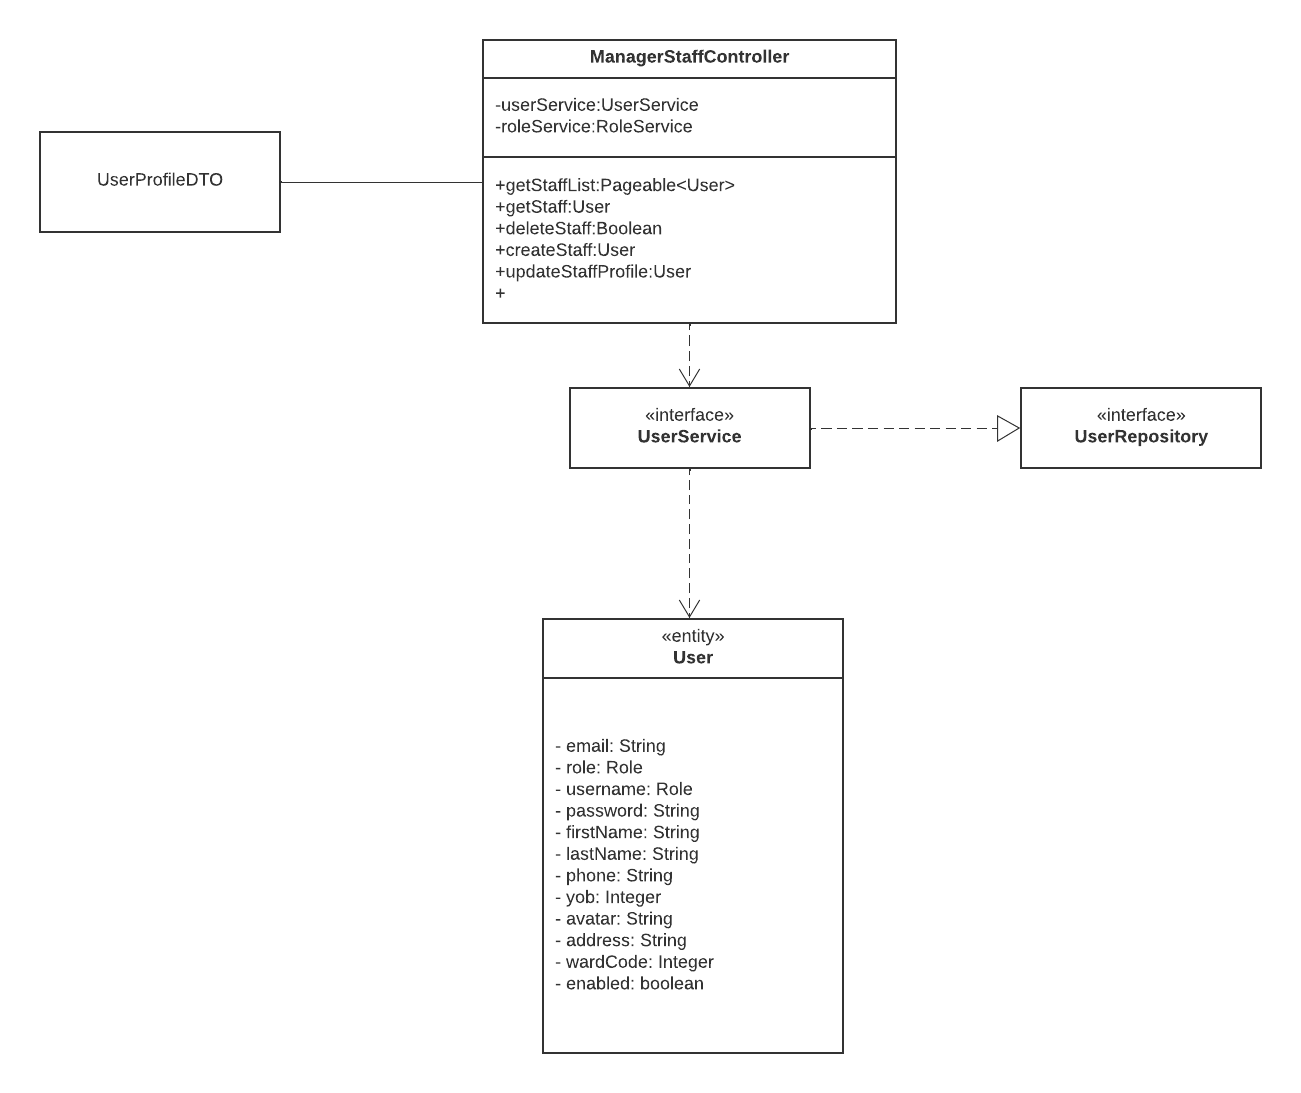 ManagerStaffController
-userService:UserService
-roleService:RoleService
UserProfileDTO
+getStaffList:Pageable<User>
+getStaff:User
+deleteStaff:Boolean
+createStaff:User
+updateStaffProfile:User
+
«interface»
UserService
«interface»
UserRepository
«entity»
User
- email: String
- role: Role
- username: Role
- password: String
- firstName: String
- lastName: String
- phone: String
- yob: Integer
- avatar: String
- address: String
- wardCode: Integer
- enabled: boolean